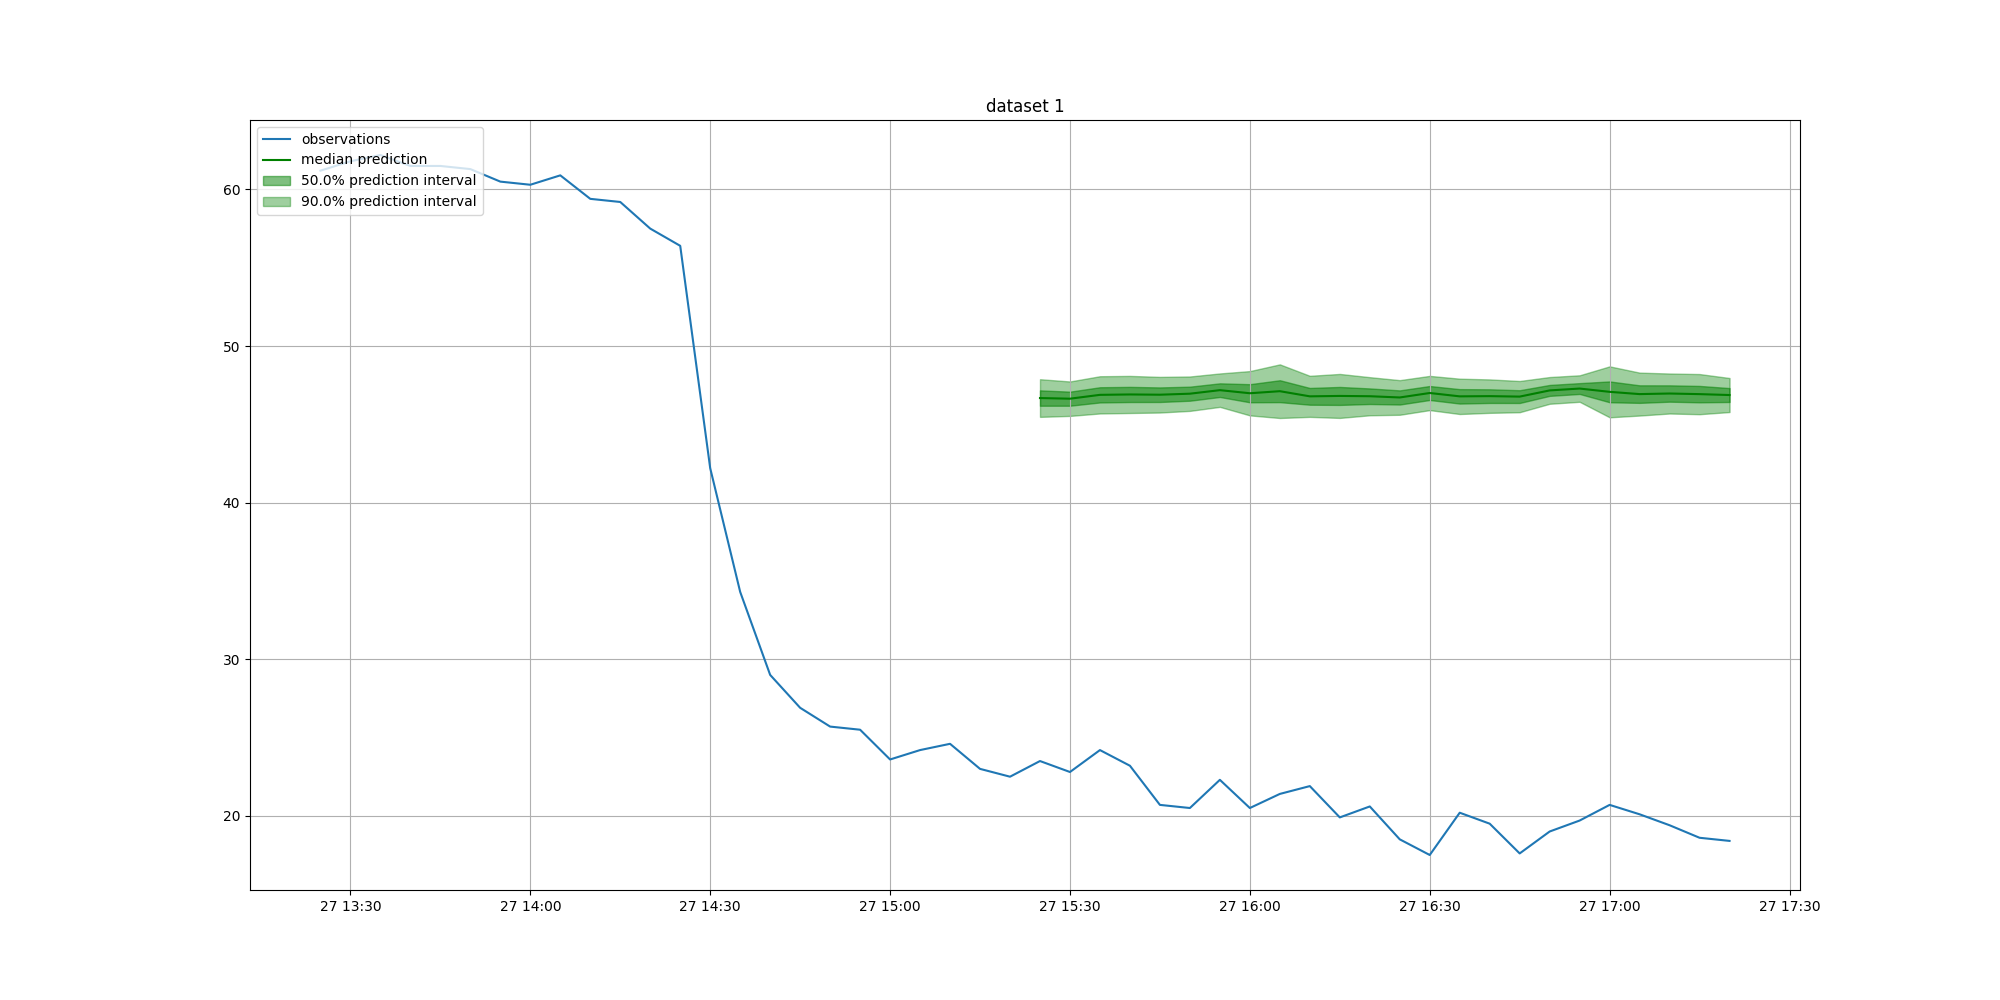 dataset 1
observations
median prediction
50.0% prediction interval
90.0% prediction interval
60
50
40
30
20
27 13:30
27 14:00
27 14:30
27 15:00
27 15:30
27 16:00
27 16:30
27 17:00
27 17:30